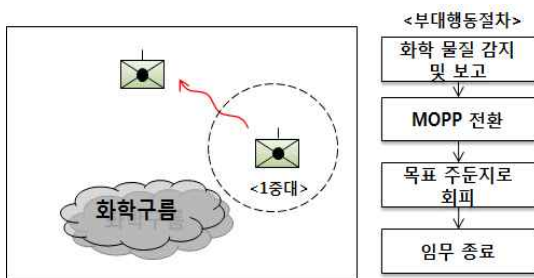 <부대행동절차>
화학 물질 감지
및 보고
MOPP 전환
목표 주둔지로
회피
임무 종료
<1중대>
화학구름